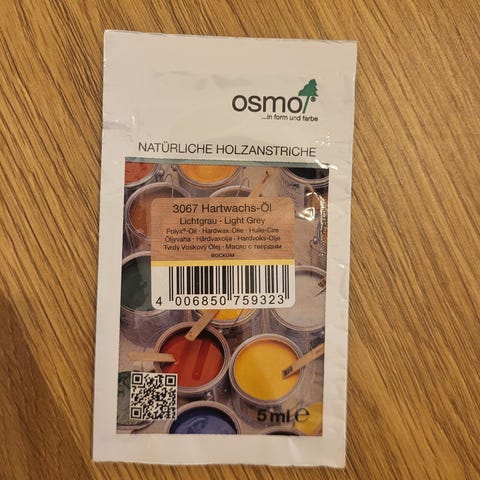 osmo
...in form und farbe
NATÜRLICHE HOLZANSTRICHE
3067 Hartwachs-Öl
Lichtgrau - Light Grey
Polyx®-Oil · Hardwax-Olie · Huile-Cire
Öljyvaha · Hårdvaxolja · Hardvoks-Olje
Tvrdý Voskový Olej · Масло с твердым
воском
4 006850 759323
5 ml e